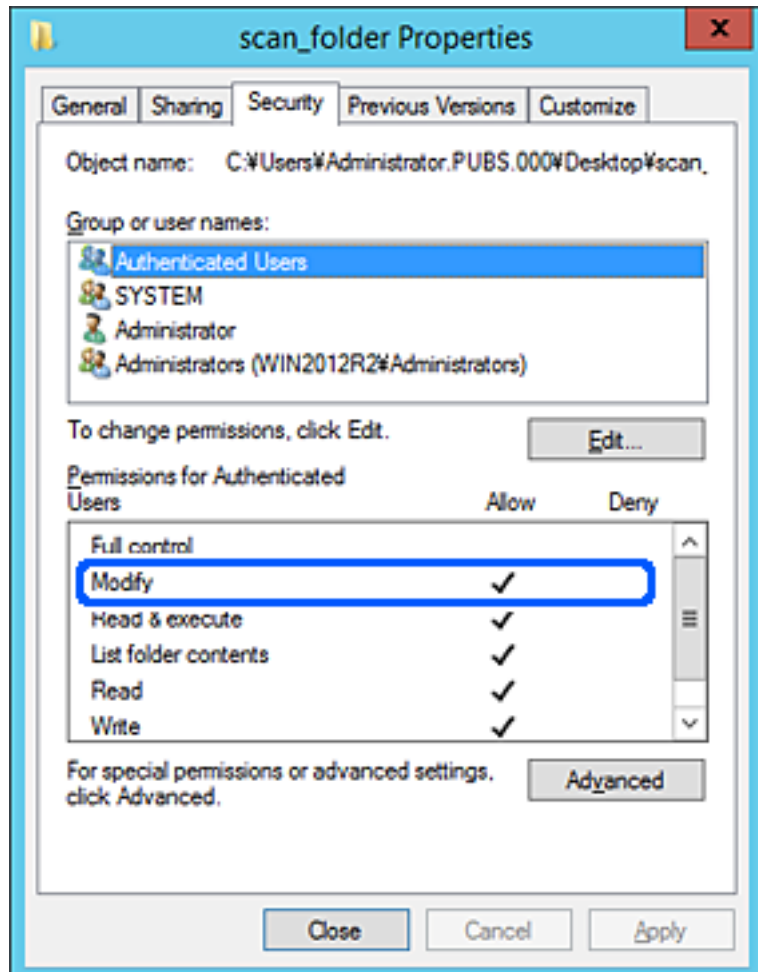 scan_folder Properties
x
General Sharing Security Previous Versions Customize
Object name: C:¥Users¥Administrator.PUBS.000¥Desktop¥scan_
Group or user names:
Authenticated Users
SYSTEM
Administrator
Administrators (WIN2012R2¥Administrators)
To change permissions, click Edit. Edit...
Permissions for Authenticated
Users Allow Deny
Full control
Modify
Read & execute
List folder contents
Read
Write
For special permissions or advanced settings,
click Advanced. Advanced
Close Cancel Apply